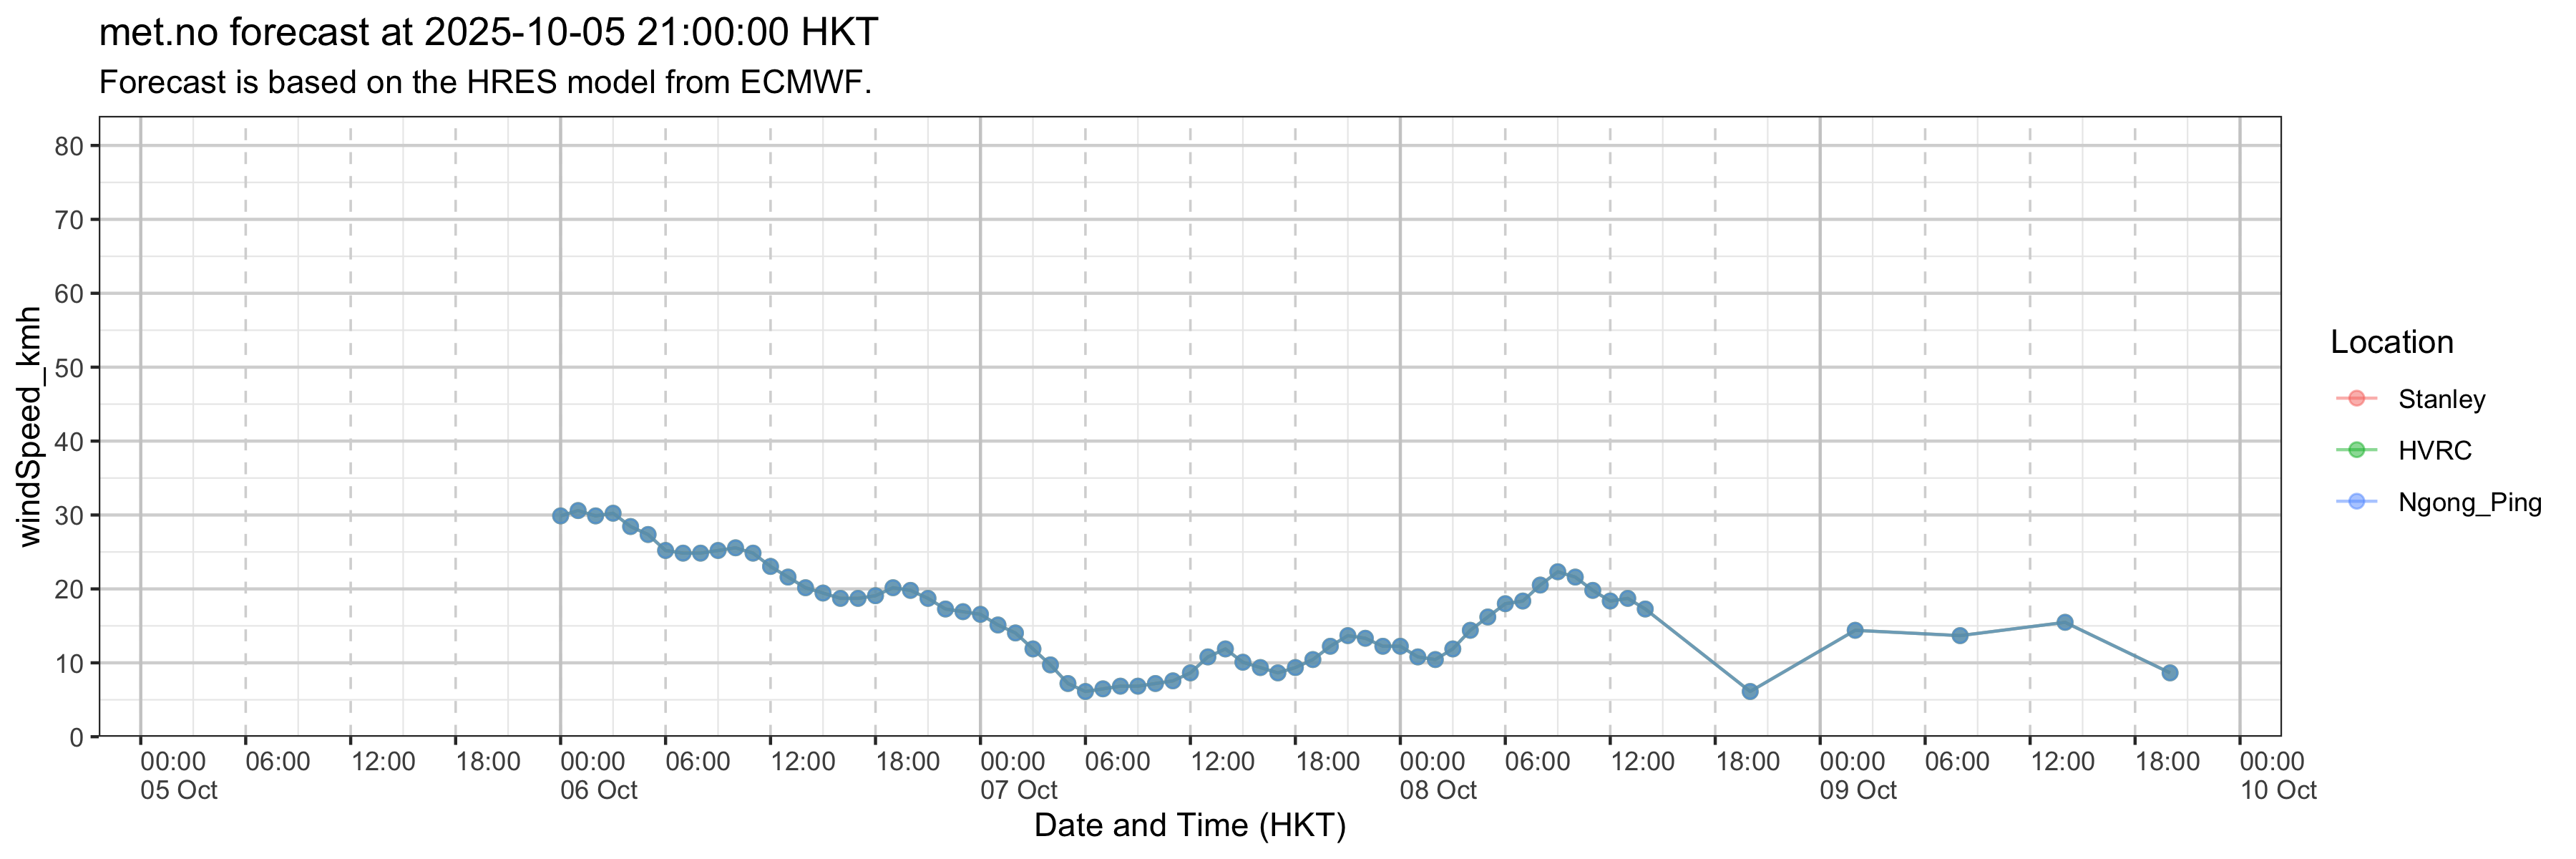 met.no forecast at 2025-10-05 21:00:00 HKT
Forecast is based on the HRES model from ECMWF.
windSpeed_kmh
80
70
60
50
40
30
20
10
0
00:00 06:00 12:00 18:00 00:00 06:00 12:00 18:00 00:00 06:00 12:00 18:00 00:00 06:00 12:00 18:00 00:00 06:00 12:00 18:00 00:00
05 Oct 06 Oct 07 Oct 08 Oct 09 Oct 10 Oct
Date and Time (HKT)
Location
Stanley
HVRC
Ngong_Ping